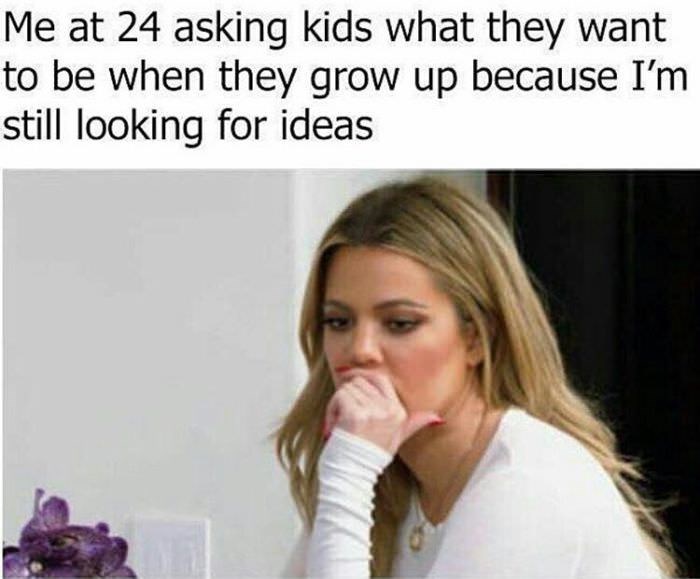 Me at 24 asking kids what they want
to be when they grow up because I'm
still looking for ideas